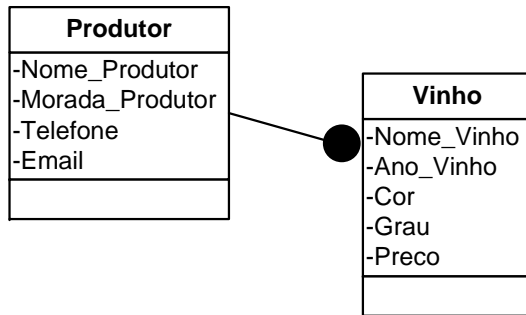 Produtor
-Nome_Produtor
-Morada_Produtor
-Telefone
-Email
Vinho
-Nome_Vinho
-Ano_Vinho
-Cor
-Grau
-Preco